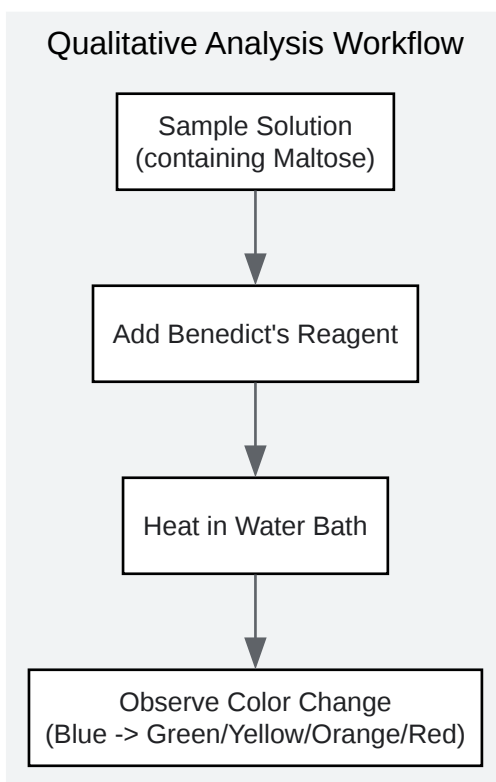 Qualitative Analysis Workflow
Sample Solution
(containing Maltose)
Add Benedict's Reagent
Heat in Water Bath
Observe Color Change
(Blue -> Green/Yellow/Orange/Red)